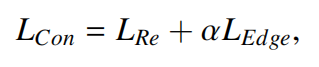 L_{Con} = L_{Re} + αL_{Edge},